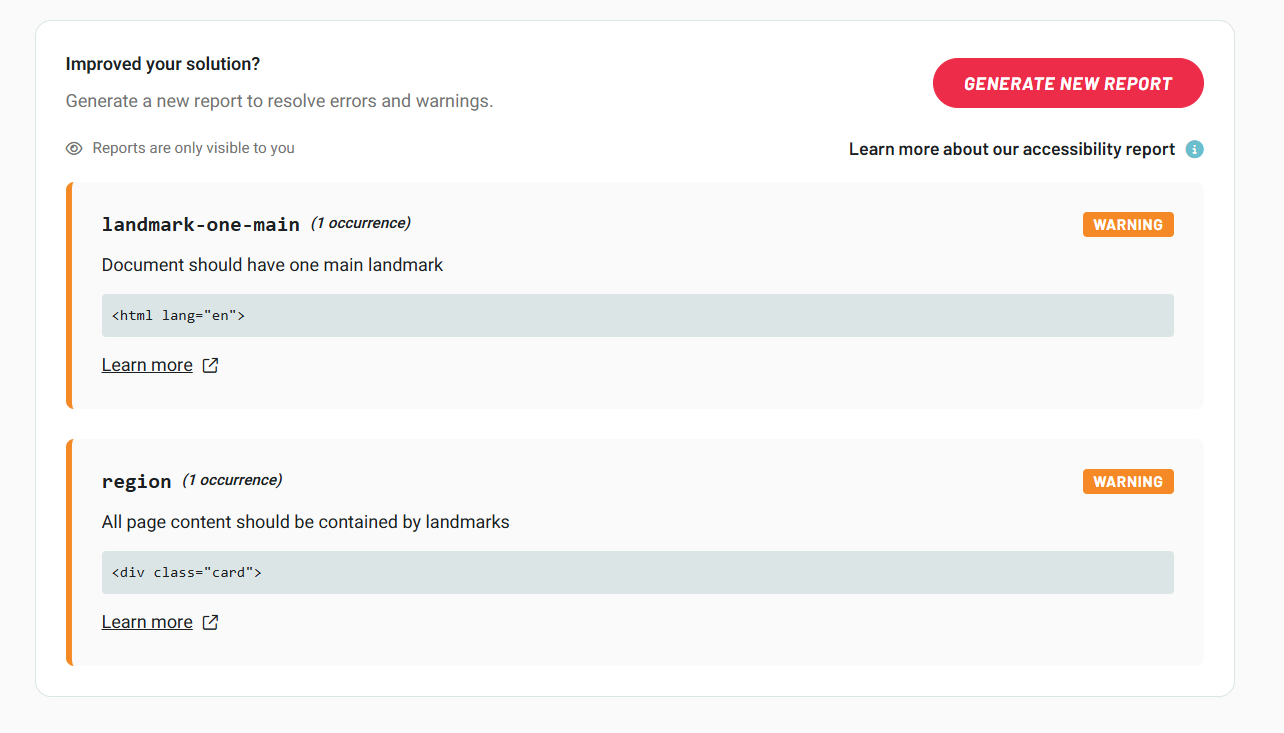 Improved your solution?
Generate a new report to resolve errors and warnings.
GENERATE NEW REPORT
Reports are only visible to you
Learn more about our accessibility report
landmark-one-main (1 occurrence)
WARNING
Document should have one main landmark
<html lang="en">
Learn more
region (1 occurrence)
WARNING
All page content should be contained by landmarks
<div class="card">
Learn more